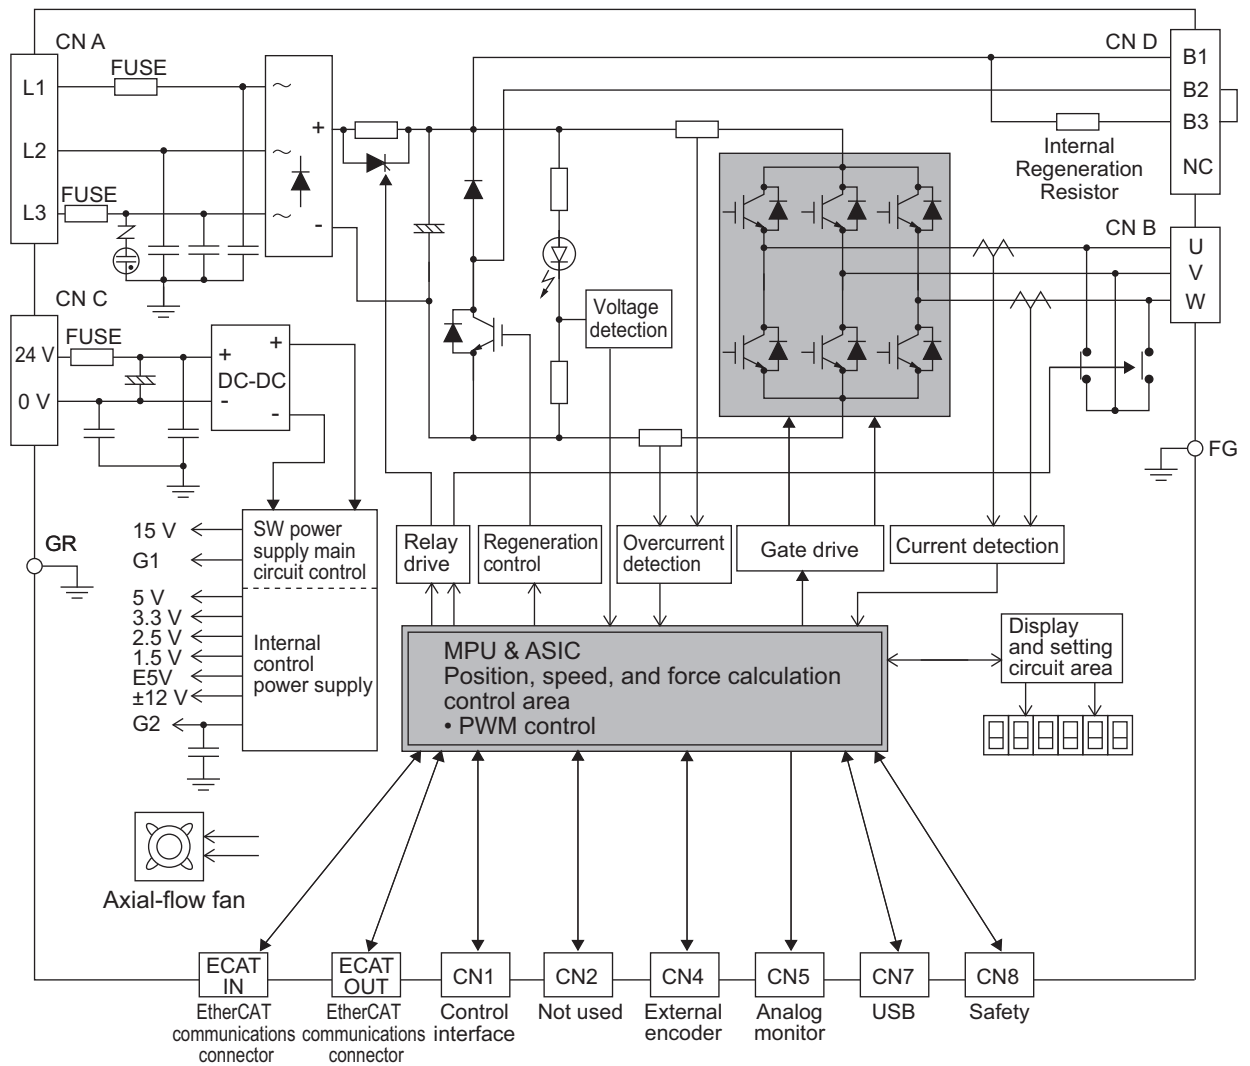 CN A
CN D
FUSE
L1
L2
FUSE
L3
+
-
B1
B2
B3
Internal
Regeneration
Resistor
NC
CN B
U
V
W
CN C
FUSE
24 V
0 V
+
+
DC-DC
-
-
Voltage
detection
FG
GR
15 V
G1
5 V
3.3 V
2.5 V
1.5 V
E5V
±12 V
G2
SW power
supply main
circuit control
Internal
control
power supply
Relay
drive
Regeneration
control
Overcurrent
detection
Gate drive
Current detection
MPU & ASIC
Position, speed, and force calculation
control area
• PWM control
Display
and setting
circuit area
Axial-flow fan
ECAT
IN
EtherCAT
communications
connector
ECAT
OUT
EtherCAT
communications
connector
CN1
Control
interface
CN2
Not used
CN4
External
encoder
CN5
Analog
monitor
CN7
USB
CN8
Safety